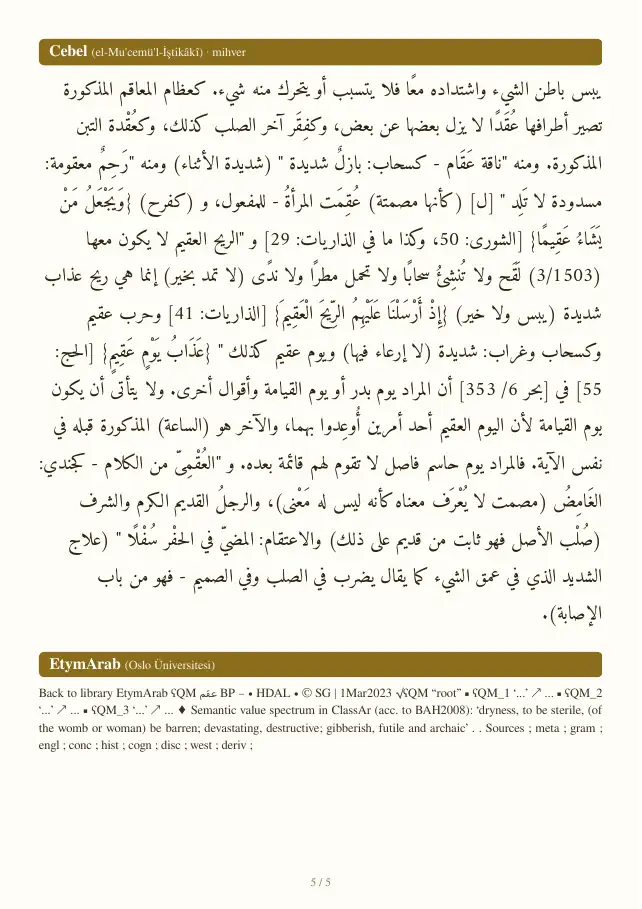 Cebel (el-Mu'cemü'l-İştikâkî) · mihver
يبس باطن الشيء واشتداده معًا فلا يتسبب أو يتحرك منه شيء. كعظام المعاقم المذكورة
تصير أطرافها عُقَدًا لا يزل بعضها عن بعض، وكفِقَر آخر الصلب كذلك، وكعُقْدة التبن
المذكورة. ومنه "ناقة عَقَام - كسحاب: بازلٌ شديدة " (شديدة الأثناء) ومنه "رَحِمٌ معقومة:
مسدودة لا تَلِد " [ل] (كأنها مصمتة) عُقِمَت المرأةُ - للمفعول، و (كفرح) {وَيَجْعَلُ مَنْ
يَشَاءُ عَقِيمًا} [الشورى: 50، وكذا ما في الذاريات: 29] و "الريح العقيم لا يكون معها
(3/1503) لَقَح ولا تُنشِئُ سحابًا ولا تحمل مطرًا ولا ندًى (لا تمد بخير) إنما هي ريح عذاب
شديدة (يبس ولا خير) {إِذْ أَرْسَلْنَا عَلَيْهِمُ الرِّيحَ الْعَقِيمَ} [الذاريات: 41] وحرب عقيم
وكسحاب وغراب: شديدة (لا إرعاء فيها) ويوم عقيم كذلك " {عَذَابُ يَوْمٍ عَقِيمٍ} [الحج:
55] في [بحر 6/ 353] أن المراد يوم بدر أو يوم القيامة وأقوال أخرى. ولا يتأتى أن يكون
يوم القيامة لأن اليوم العقيم أحد أمرين أُوعِدوا بهما، والآخر هو (الساعة) المذكورة قبله في
نفس الآية. فالمراد يوم حاسم فاصل لا تقوم لهم قائمة بعده. و "العُقْمِىّ من الكلام - كجندي:
الغَامِضُ (مصمت لا يُعْرَف معناه كأنه ليس له مَعْنى)، والرجلُ القديم الكرم والشرف
(صُلْب الأصل فهو ثابت من قديم على ذلك) والاعتقام: المضيّ في الحفْر سُفْلًا " (علاج
الشديد الذي في عمق الشيء كما يقال يضرب في الصلب وفي الصميم - فهو من باب
الإصابة).
EtymArab (Oslo Üniversitesi)
Back to library EtymArab ʕQM عقم BP – • HDAL • © SG | 1Mar2023 √ʕQM “root” ▪ ʕQM_1 ‘...’ ↗ ... ▪ ʕQM_2
‘...’ ↗ ... ▪ ʕQM_3 ‘...’ ↗ ... ♦ Semantic value spectrum in ClassAr (acc. to BAH2008): ‘dryness, to be sterile, (of
the womb or woman) be barren; devastating, destructive; gibberish, futile and archaic’ . . Sources ; meta ; gram ;
engl ; conc ; hist ; cogn ; disc ; west ; deriv ;
5 / 5